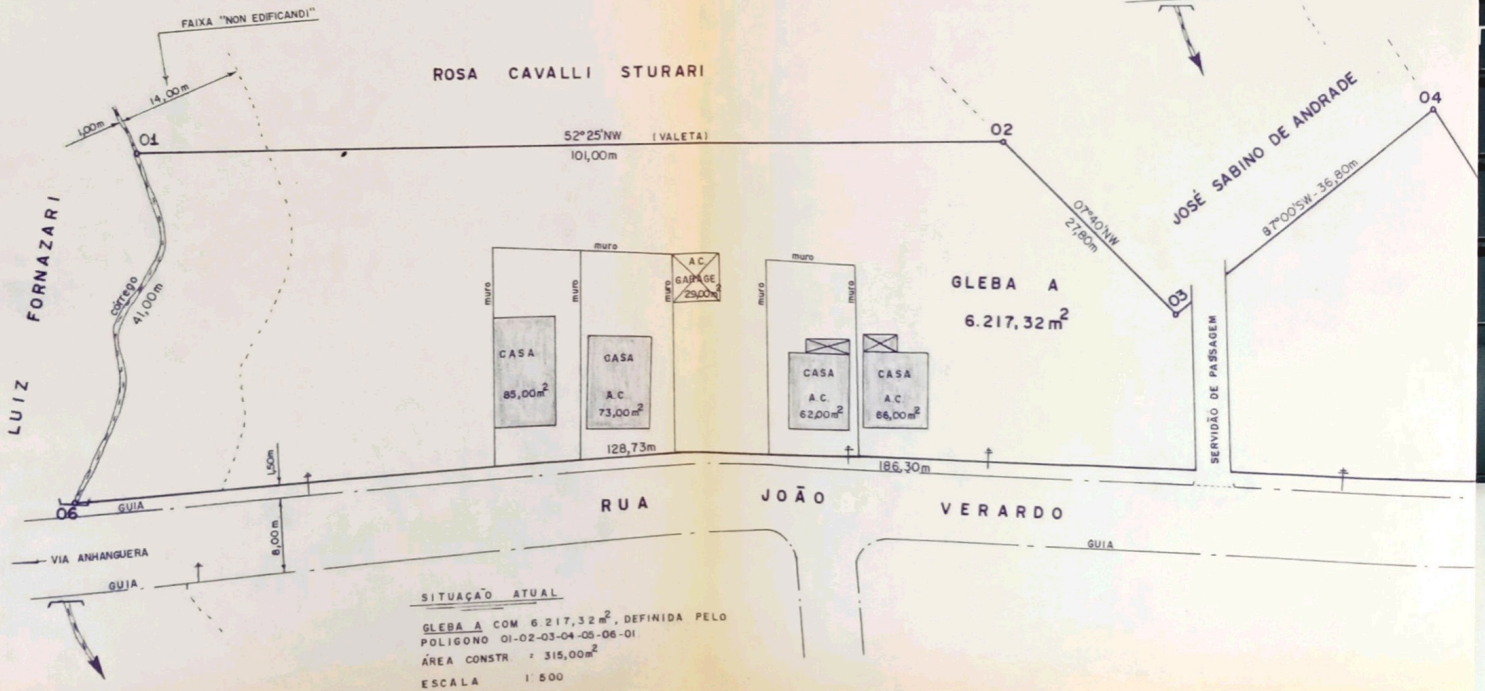 FAIXA "NON EDIFICANDI"
14,00m
1,00m
ROSA CAVALLI STURARI
01
52°25'NW (VALETA)
101,00m
02
04
JOSÉ SABINO DE ANDRADE
87°00'SW-36,80m
07°40'NW
27,80m
03
LUIZ FORNAZARI
córrego
41,00m
muro
muro
muro
muro
muro
muro
muro
A.C.
GARAGE
29,00m²
GLEBA A
6.217,32m²
CASA
85,00m²
CASA
A.C.
73,00m²
CASA
A.C.
62,00m²
CASA
A.C.
66,00m²
SERVIDÃO DE PASSAGEM
128,73m
186,30m
1,50m
06
GUIA
RUA JOÃO VERARDO
8,00m
VIA ANHANGUERA
GUIA
GUIA
SITUAÇÃO ATUAL
GLEBA A COM 6.217,32m², DEFINIDA PELO
POLIGONO 01-02-03-04-05-06-01
ÁREA CONSTR = 315,00m²
ESCALA 1:500